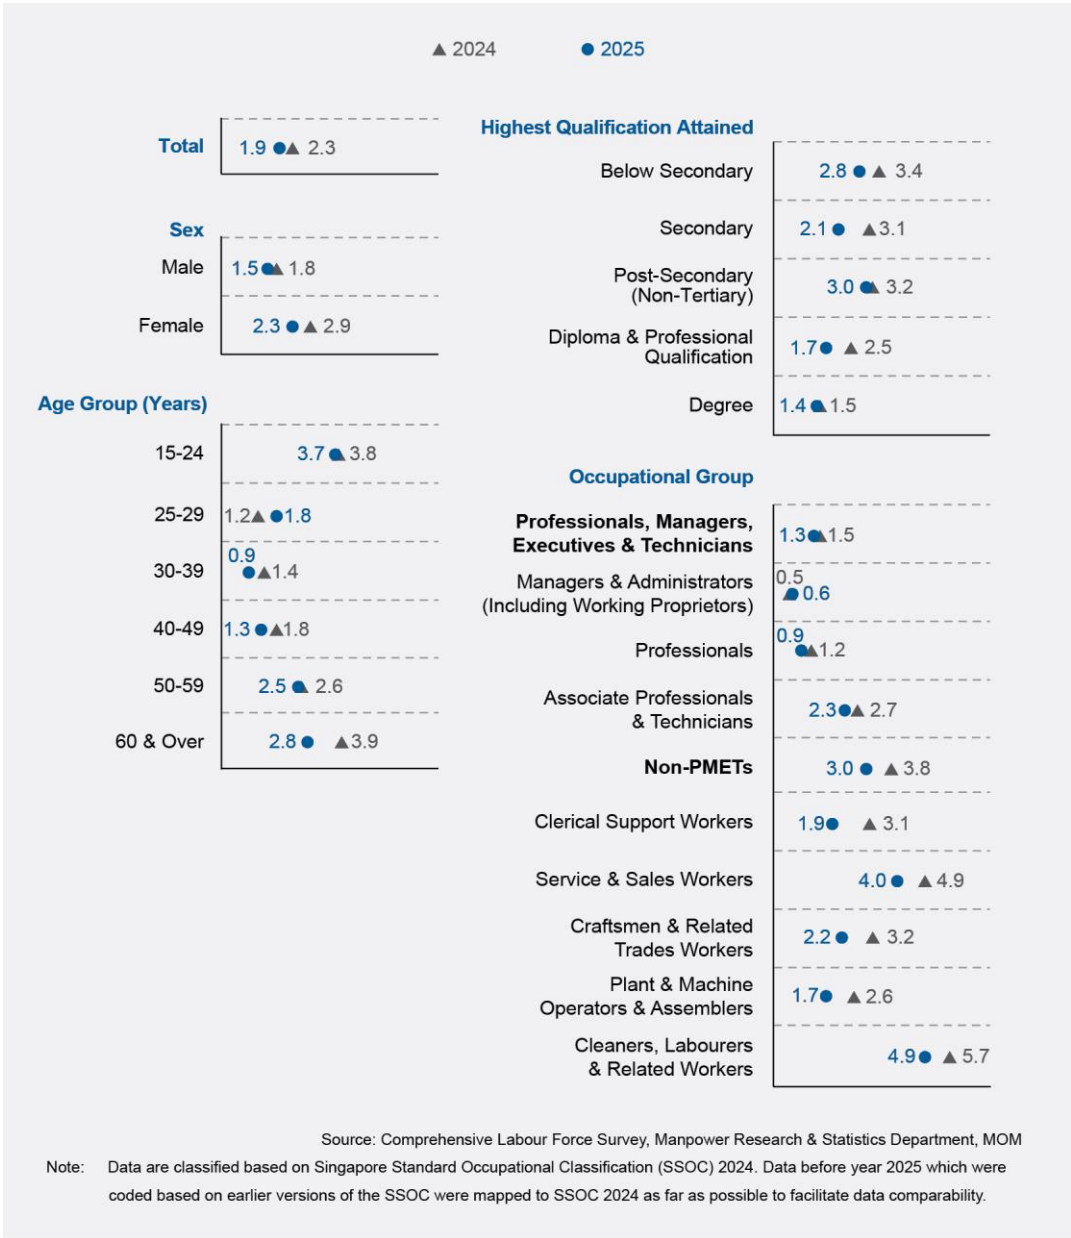 ▲ 2024 ● 2025
Total
1.9 2.3
Sex
Male
1.5 1.8
Female
2.3 2.9
Age Group (Years)
15-24
3.7 3.8
25-29
1.2 1.8
30-39
0.9
1.4
40-49
1.3 1.8
50-59
2.5 2.6
60 & Over
2.8 3.9
Highest Qualification Attained
Below Secondary
2.8 3.4
Secondary
2.1 3.1
Post-Secondary
(Non-Tertiary)
3.0 3.2
Diploma & Professional
Qualification
1.7 2.5
Degree
1.4 1.5
Occupational Group
Professionals, Managers,
Executives & Technicians
1.3 1.5
Managers & Administrators
(Including Working Proprietors)
0.5
0.6
Professionals
0.9
1.2
Associate Professionals
& Technicians
2.3 2.7
Non-PMETs
3.0 3.8
Clerical Support Workers
1.9 3.1
Service & Sales Workers
4.0 4.9
Craftsmen & Related
Trades Workers
2.2 3.2
Plant & Machine
Operators & Assemblers
1.7 2.6
Cleaners, Labourers
& Related Workers
4.9 5.7
Source: Comprehensive Labour Force Survey, Manpower Research & Statistics Department, MOM
Note: Data are classified based on Singapore Standard Occupational Classification (SSOC) 2024. Data before year 2025 which were
coded based on earlier versions of the SSOC were mapped to SSOC 2024 as far as possible to facilitate data comparability.